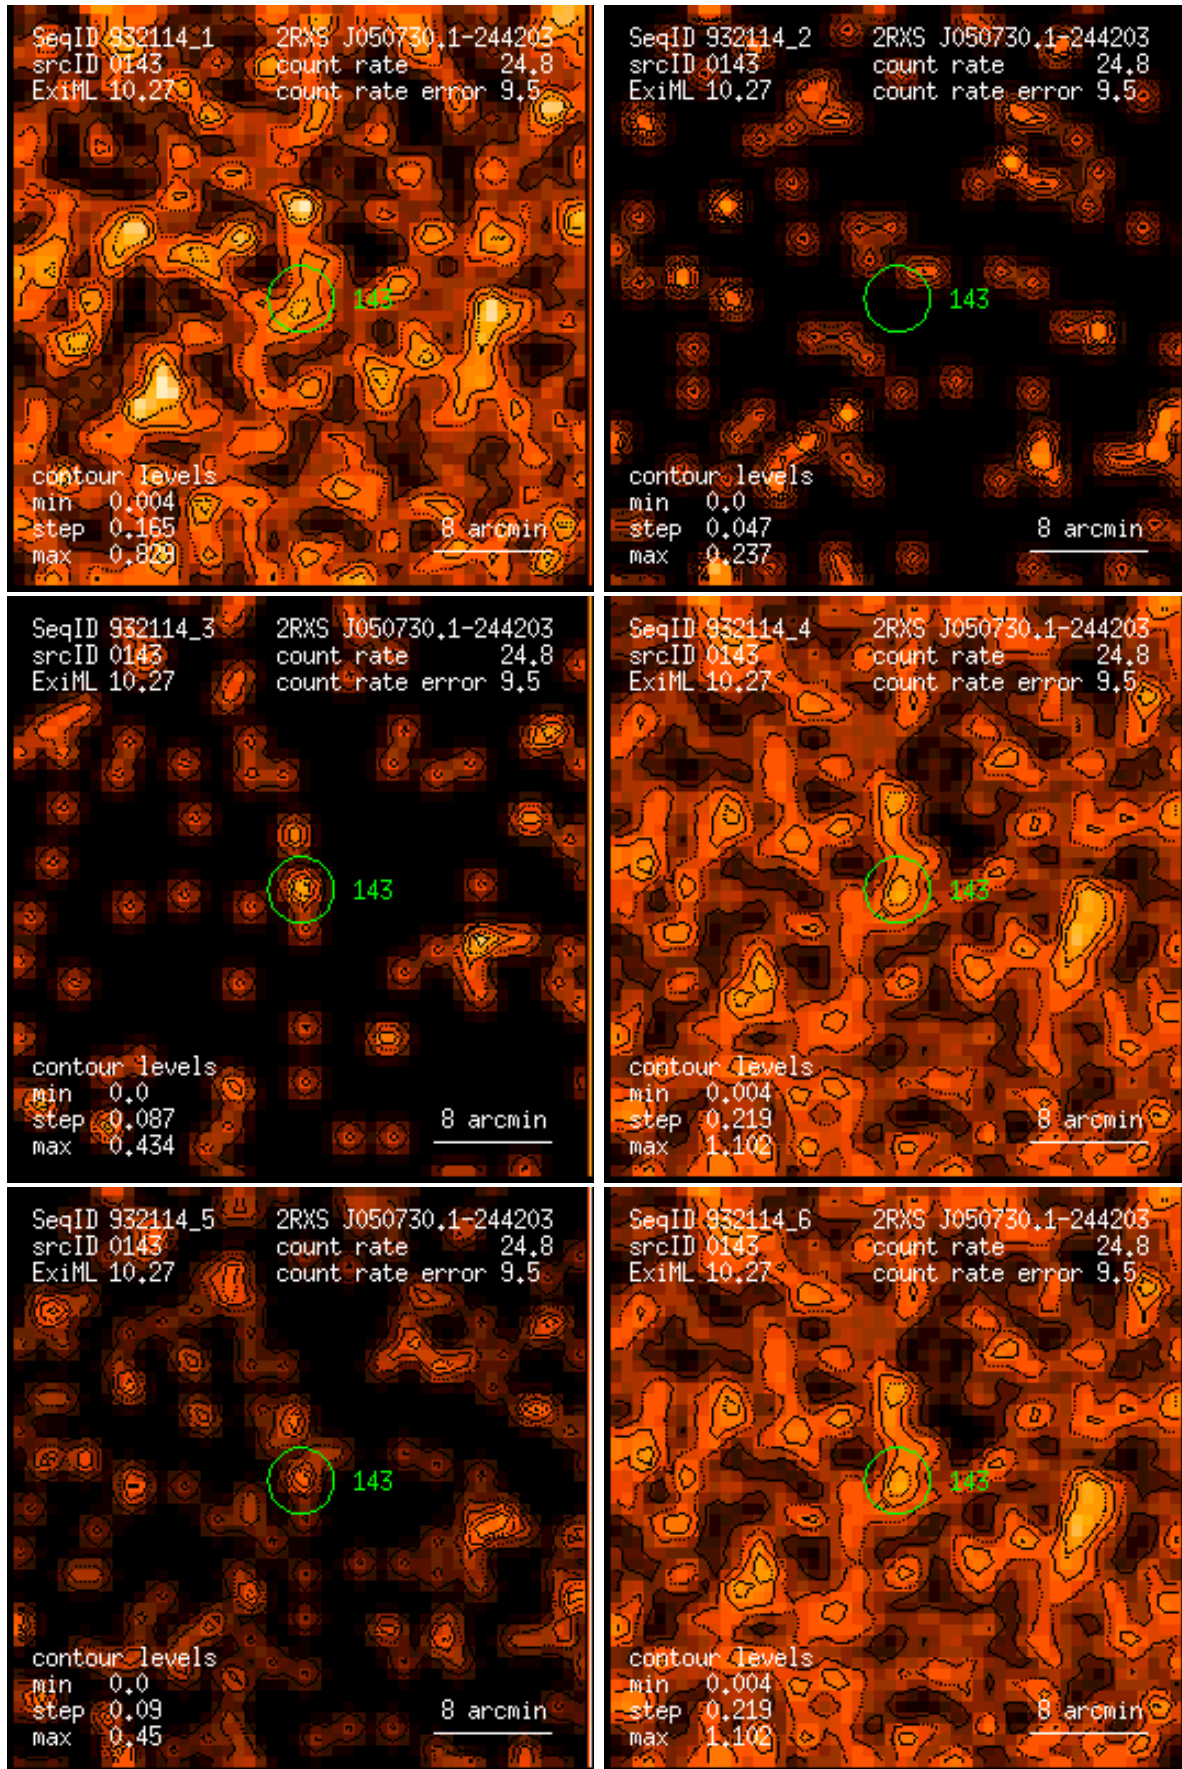 SeqID 932114_1 2RXS J050730.1-244203
srcID 0143 count rate 24.8
ExiML 10.27 count rate error 9.5
143
contour levels
min 0.004
step 0.165 8 arcmin
max 0.829
SeqID 932114_2 2RXS J050730.1-244203
srcID 0143 count rate 24.8
ExiML 10.27 count rate error 9.5
143
contour levels
min 0.0
step 0.047 8 arcmin
max 0.237
SeqID 932114_3 2RXS J050730.1-244203
srcID 0143 count rate 24.8
ExiML 10.27 count rate error 9.5
143
contour levels
min 0.0
step 0.087 8 arcmin
max 0.434
SeqID 932114_4 2RXS J050730.1-244203
srcID 0143 count rate 24.8
ExiML 10.27 count rate error 9.5
143
contour levels
min 0.004
step 0.219 8 arcmin
max 1.102
SeqID 932114_5 2RXS J050730.1-244203
srcID 0143 count rate 24.8
ExiML 10.27 count rate error 9.5
143
contour levels
min 0.0
step 0.09 8 arcmin
max 0.45
SeqID 932114_6 2RXS J050730.1-244203
srcID 0143 count rate 24.8
ExiML 10.27 count rate error 9.5
143
contour levels
min 0.004
step 0.219 8 arcmin
max 1.102